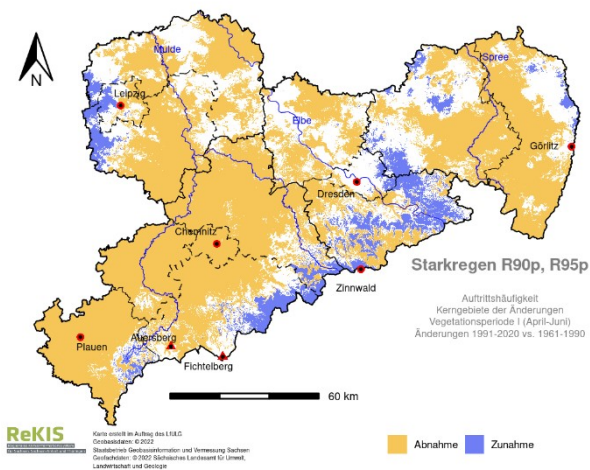 N
Mulde
Leipzig
Elbe
Spree
Görlitz
Dresden
Chemnitz
Zinnwald
Plauen
Auersberg
Fichtelberg
Starkregen R90p, R95p
Auftrittshäufigkeit
Kerngebiete der Änderungen
Vegetationsperiode I (April-Juni)
Änderungen 1991-2020 vs. 1961-1990
60 km
ReKIS
Karte erstellt im Auftrag des LfULG
Geobasisdaten: © 2022
Staatsbetrieb Geobasisinformation und Vermessung Sachsen
Geofachdaten: © 2022 Sächsisches Landesamt für Umwelt,
Landwirtschaft und Geologie
Abnahme
Zunahme